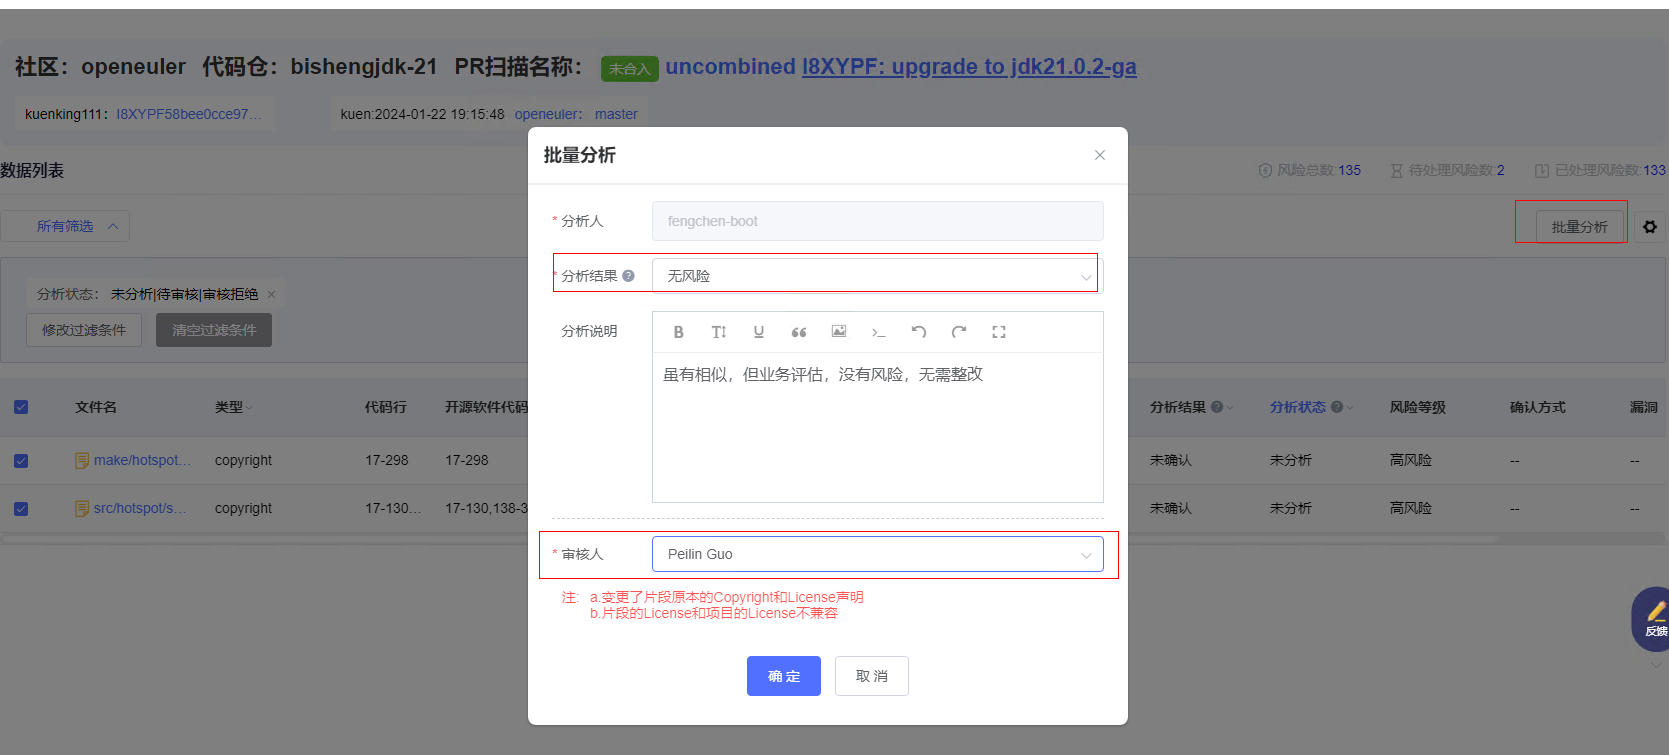 社区：openeuler 代码仓：bishengjdk-21 PR扫描名称： 未合入 uncombined I8XYPF: upgrade to jdk21.0.2-ga
kuenking111： I8XYPF58bee0cce97... kuen:2024-01-22 19:15:48 openeuler： master
数据列表 风险总数:135 待处理风险数:2 已处理风险数:133
所有筛选 批量分析
分析状态： 未分析|待审核|审核拒绝 ×
修改过滤条件 清空过滤条件
文件名 类型 代码行 开源软件代码 分析结果 分析状态 风险等级 确认方式 漏洞
make/hotspot... copyright 17-298 17-298 未确认 未分析 高风险 -- --
src/hotspot/s... copyright 17-130... 17-130,138-3 未确认 未分析 高风险 -- --
批量分析
* 分析人 fengchen-boot
* 分析结果 无风险
分析说明
虽有相似，但业务评估，没有风险，无需整改
* 审核人 Peilin Guo
注: a.变更了片段原本的Copyright和License声明
b.片段的License和项目的License不兼容
确 定 取 消
反馈